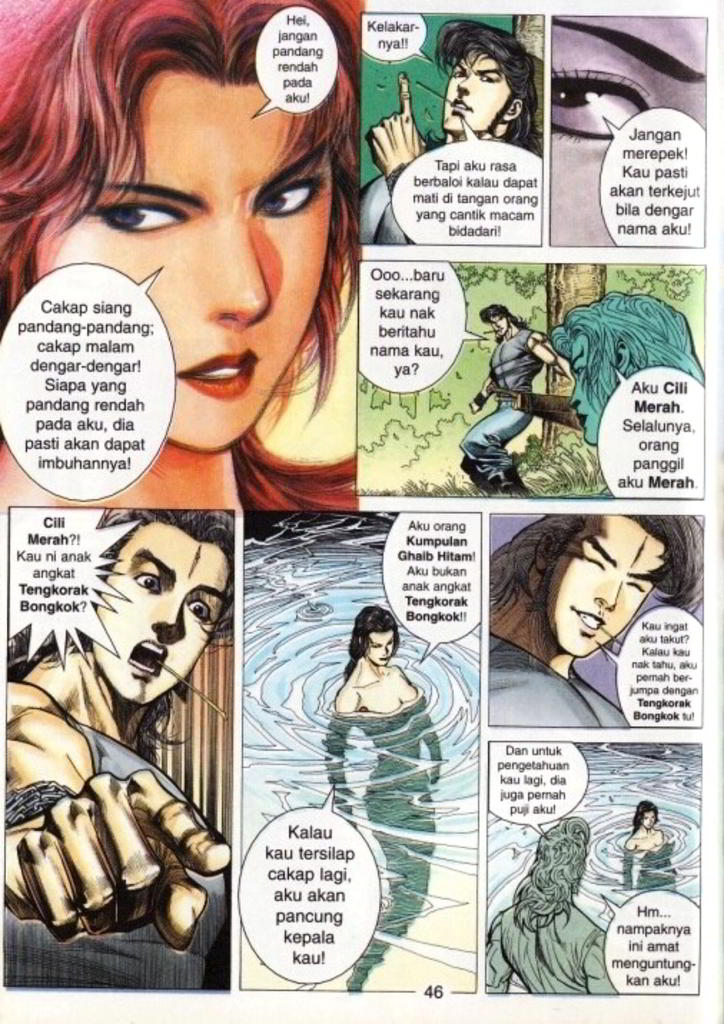 Hei,
jangan
pandang
rendah
pada
aku!
Cakap siang
pandang-pandang;
cakap malam
dengar-dengar!
Siapa yang
pandang rendah
pada aku, dia
pasti akan dapat
imbuhannya!
Kelakar-
nya!!
Tapi aku rasa
berbaloi kalau dapat
mati di tangan orang
yang cantik macam
bidadari!
Jangan
merepek!
Kau pasti
akan terkejut
bila dengar
nama aku!
Ooo...baru
sekarang
kau nak
beritahu
nama kau,
ya?
Aku Cili
Merah.
Selalunya,
orang
panggil
aku Merah.
Cili
Merah?!
Kau ni anak
angkat
Tengkorak
Bongkok?
Aku orang
Kumpulan
Ghaib Hitam!
Aku bukan
anak angkat
Tengkorak
Bongkok!!
Kalau
kau tersilap
cakap lagi,
aku akan
pancung
kepala
kau!
Kau ingat
aku takut?
Kalau kau
nak tahu, aku
pernah ber-
jumpa dengan
Tengkorak
Bongkok tu!
Dan untuk
pengetahuan
kau lagi, dia
juga pernah
puji aku!
Hm...
nampaknya
ini amat
menguntung-
kan aku!
46